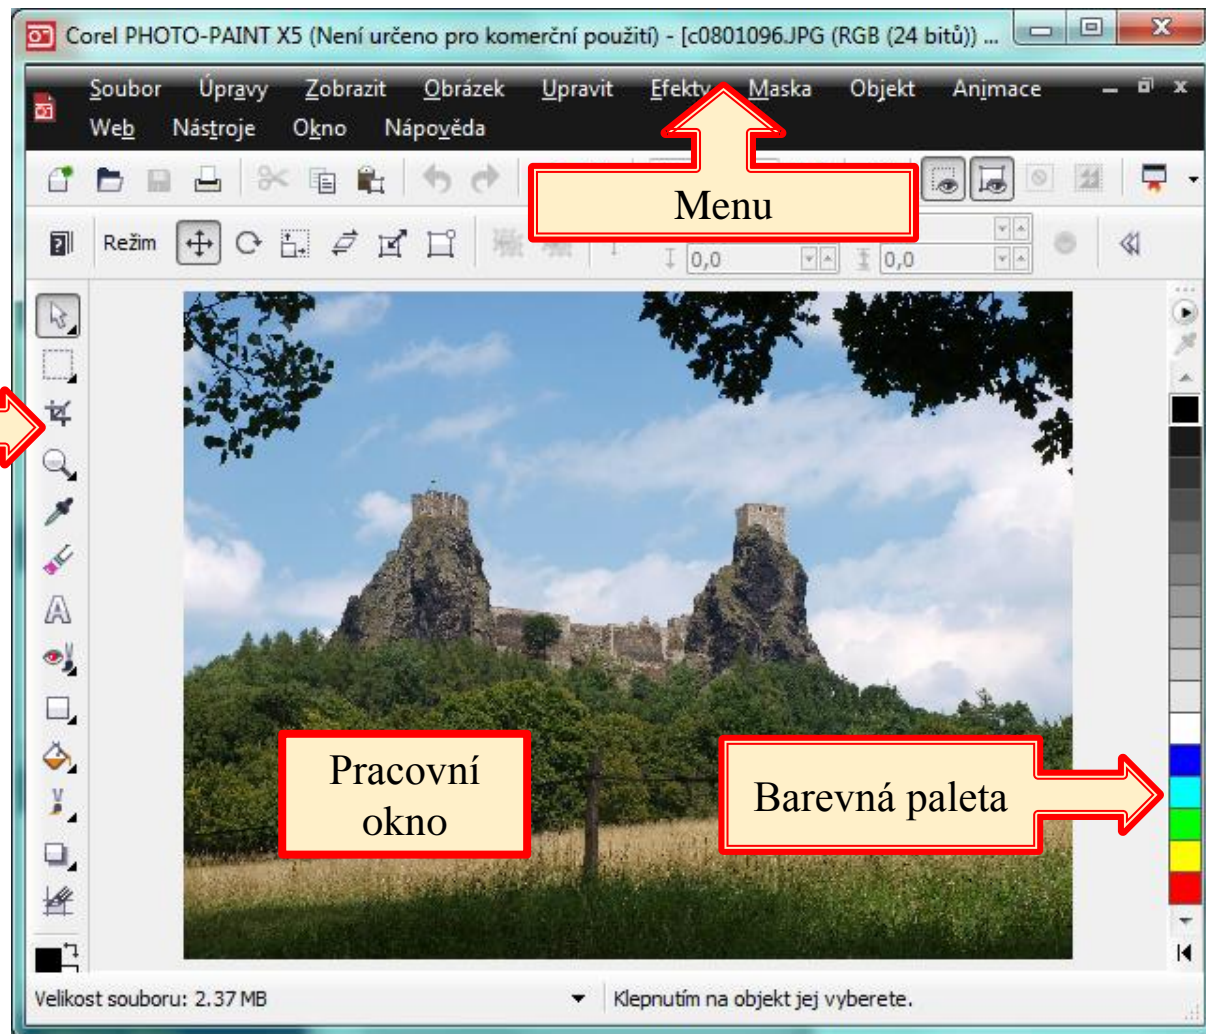 Corel PHOTO-PAINT X5 (Není určeno pro komerční použití) - [c0801096.JPG (RGB (24 bitů)) ...
Soubor Úpravy Zobrazit Obrázek Upravit Efekty Maska Objekt Animace
Web Nástroje Okno Nápověda
Menu
Režim
0,0 0,0
Pracovní
okno
Barevná paleta
Velikost souboru: 2.37 MB Klepnutím na objekt jej vyberete.